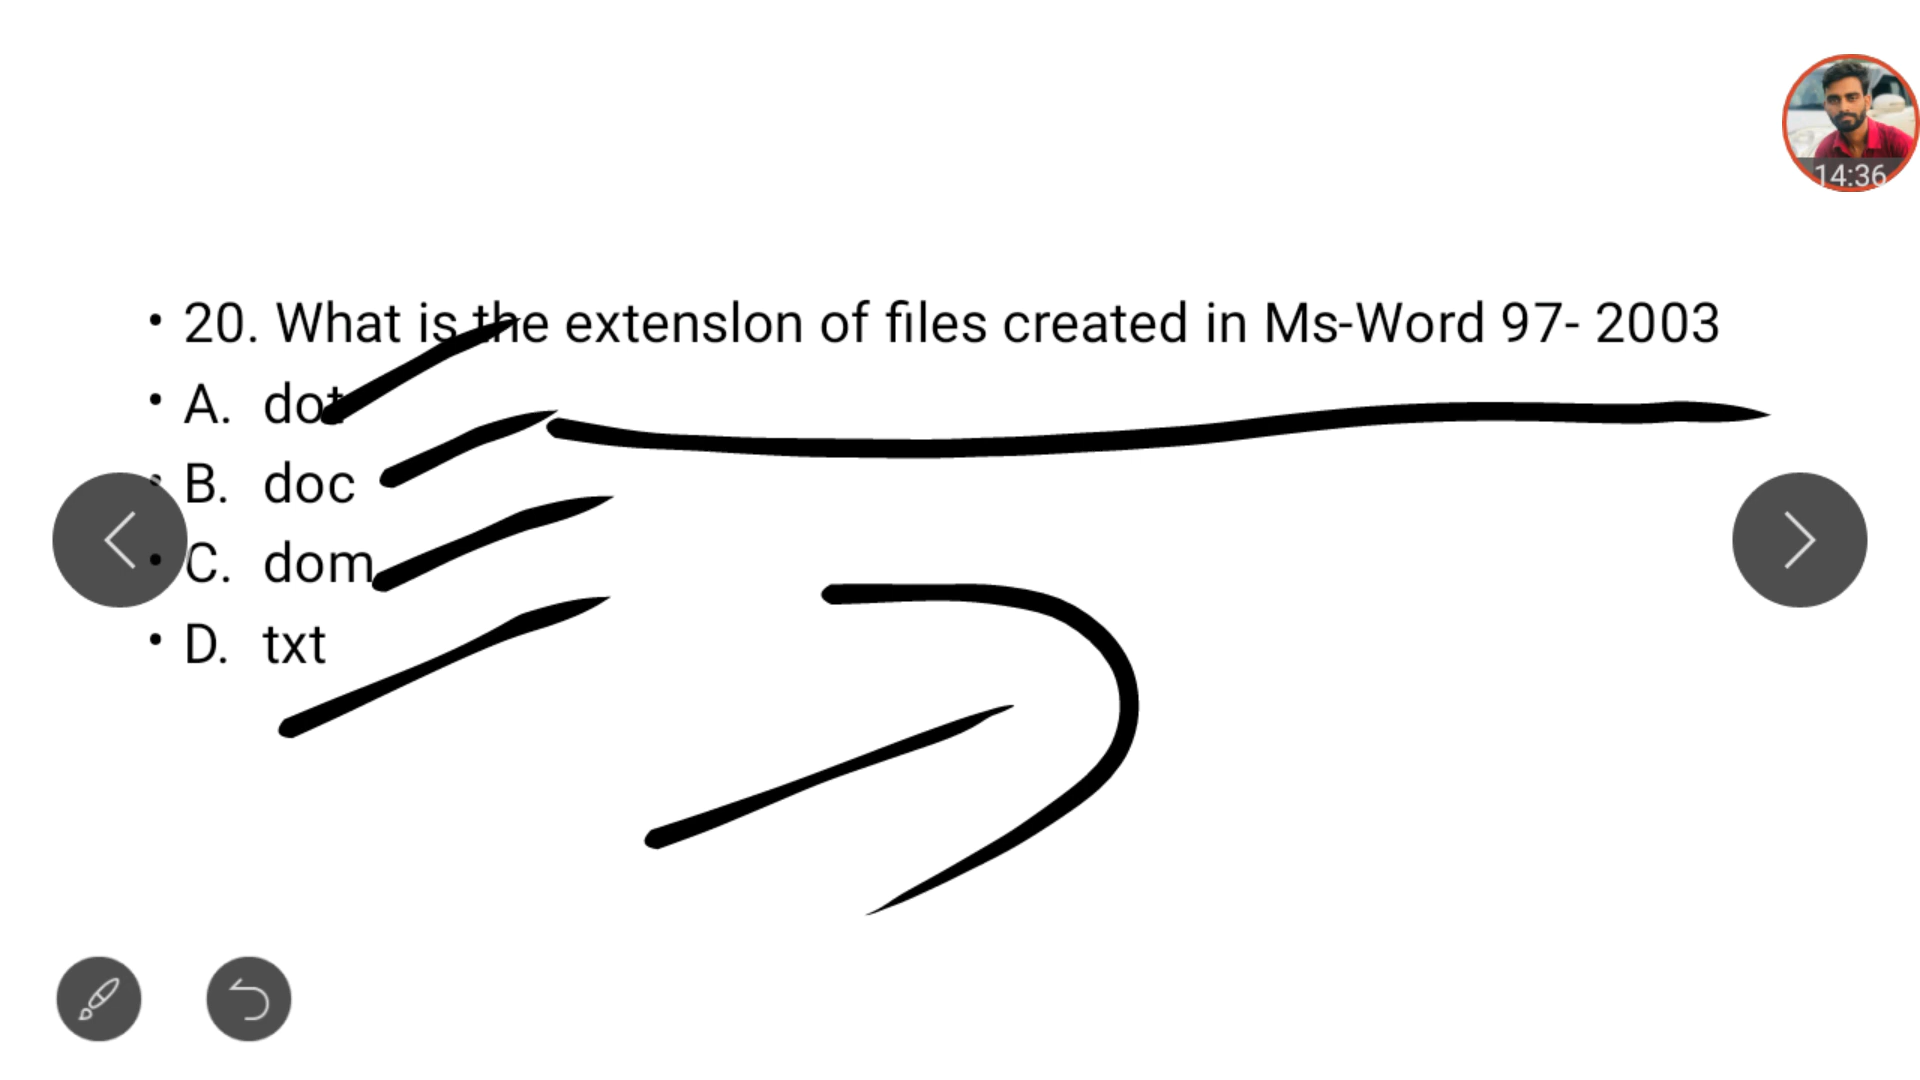 14:36
• 20. What is the extenslon of files created in Ms-Word 97- 2003
• A. dot
• B. doc
• C. dom
• D. txt